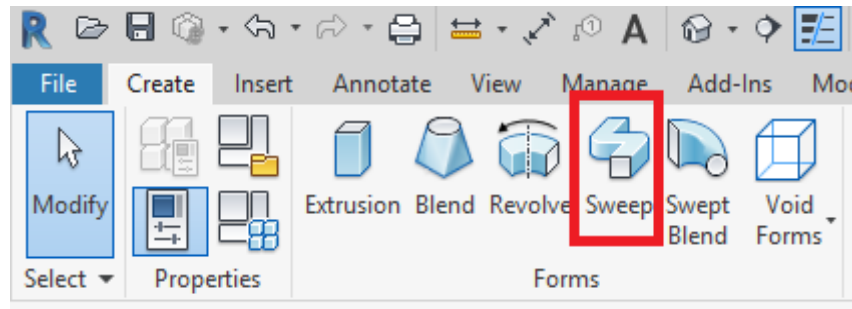 File Create Insert Annotate View Manage Add-Ins
Modify Extrusion Blend Revolve Sweep Swept Blend Void Forms
Select Properties Forms